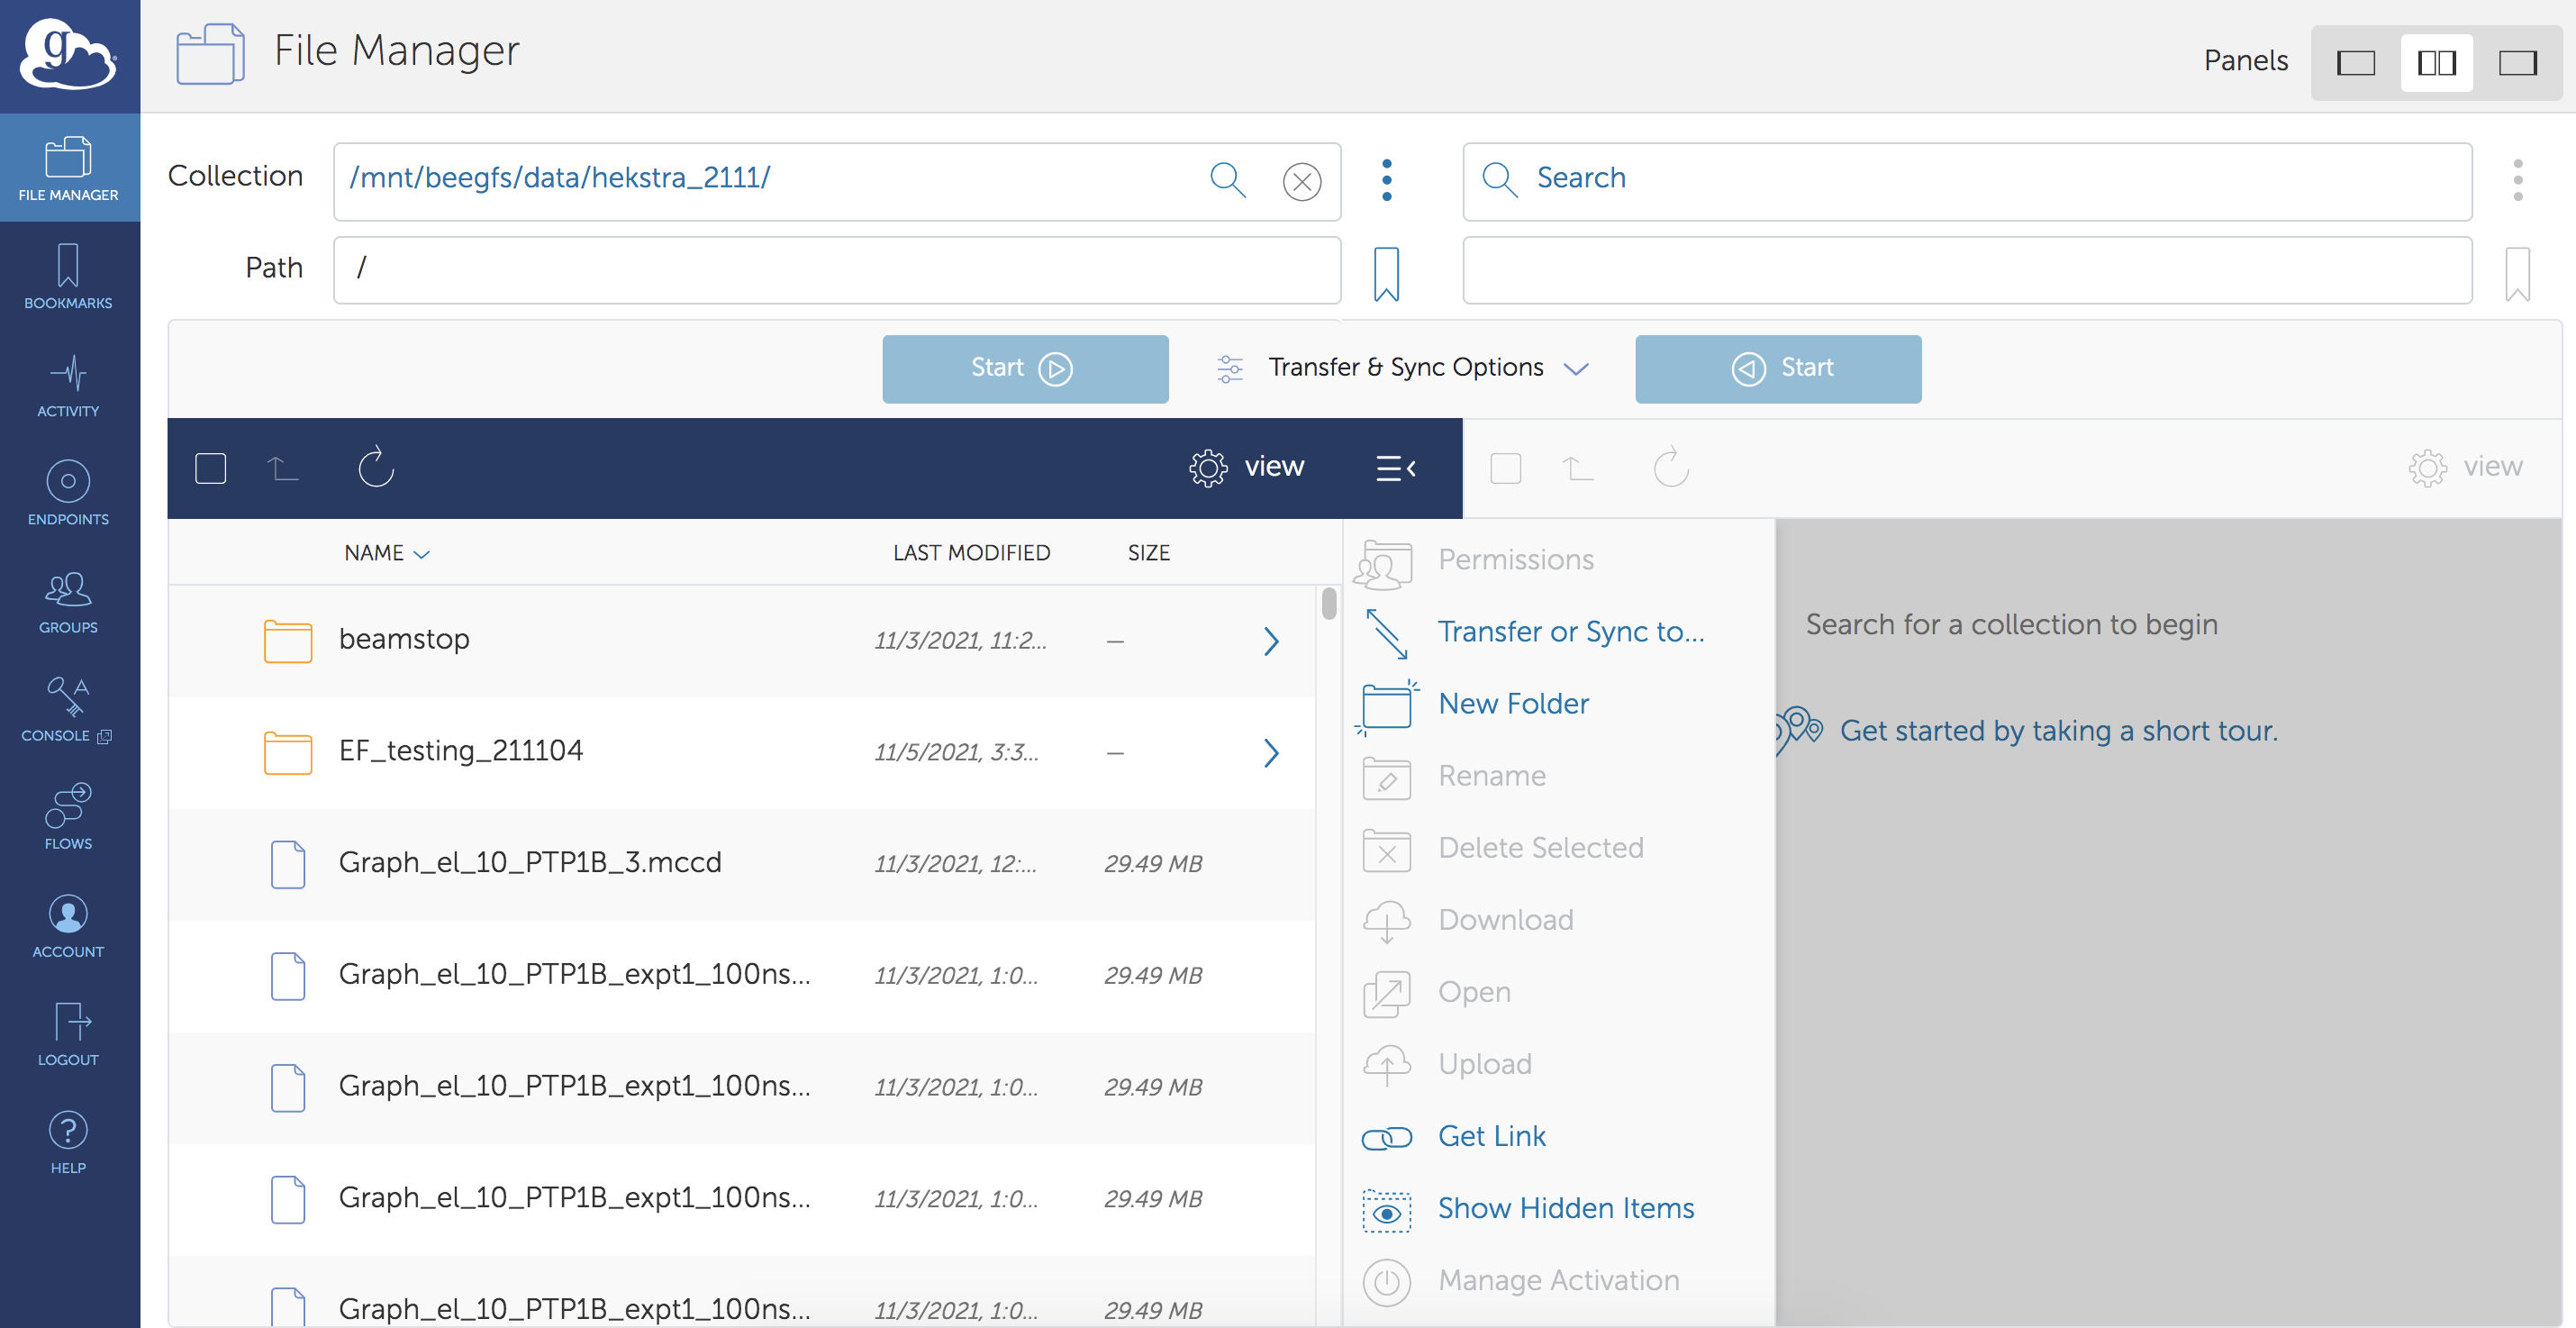 g
File Manager
Panels
FILE MANAGER
BOOKMARKS
ACTIVITY
ENDPOINTS
GROUPS
CONSOLE
FLOWS
ACCOUNT
LOGOUT
HELP
Collection /mnt/beegfs/data/hekstra_2111/
Search
Path /
Start
Transfer & Sync Options
Start
view
view
NAME LAST MODIFIED SIZE
beamstop 11/3/2021, 11:2... –
EF_testing_211104 11/5/2021, 3:3... –
Graph_el_10_PTP1B_3.mccd 11/3/2021, 12:... 29.49 MB
Graph_el_10_PTP1B_expt1_100ns... 11/3/2021, 1:0... 29.49 MB
Graph_el_10_PTP1B_expt1_100ns... 11/3/2021, 1:0... 29.49 MB
Graph_el_10_PTP1B_expt1_100ns... 11/3/2021, 1:0... 29.49 MB
Graph_el_10_PTP1B_expt1_100ns... 11/3/2021, 1:0... 29.49 MB
Permissions
Transfer or Sync to...
New Folder
Rename
Delete Selected
Download
Open
Upload
Get Link
Show Hidden Items
Manage Activation
Search for a collection to begin
Get started by taking a short tour.